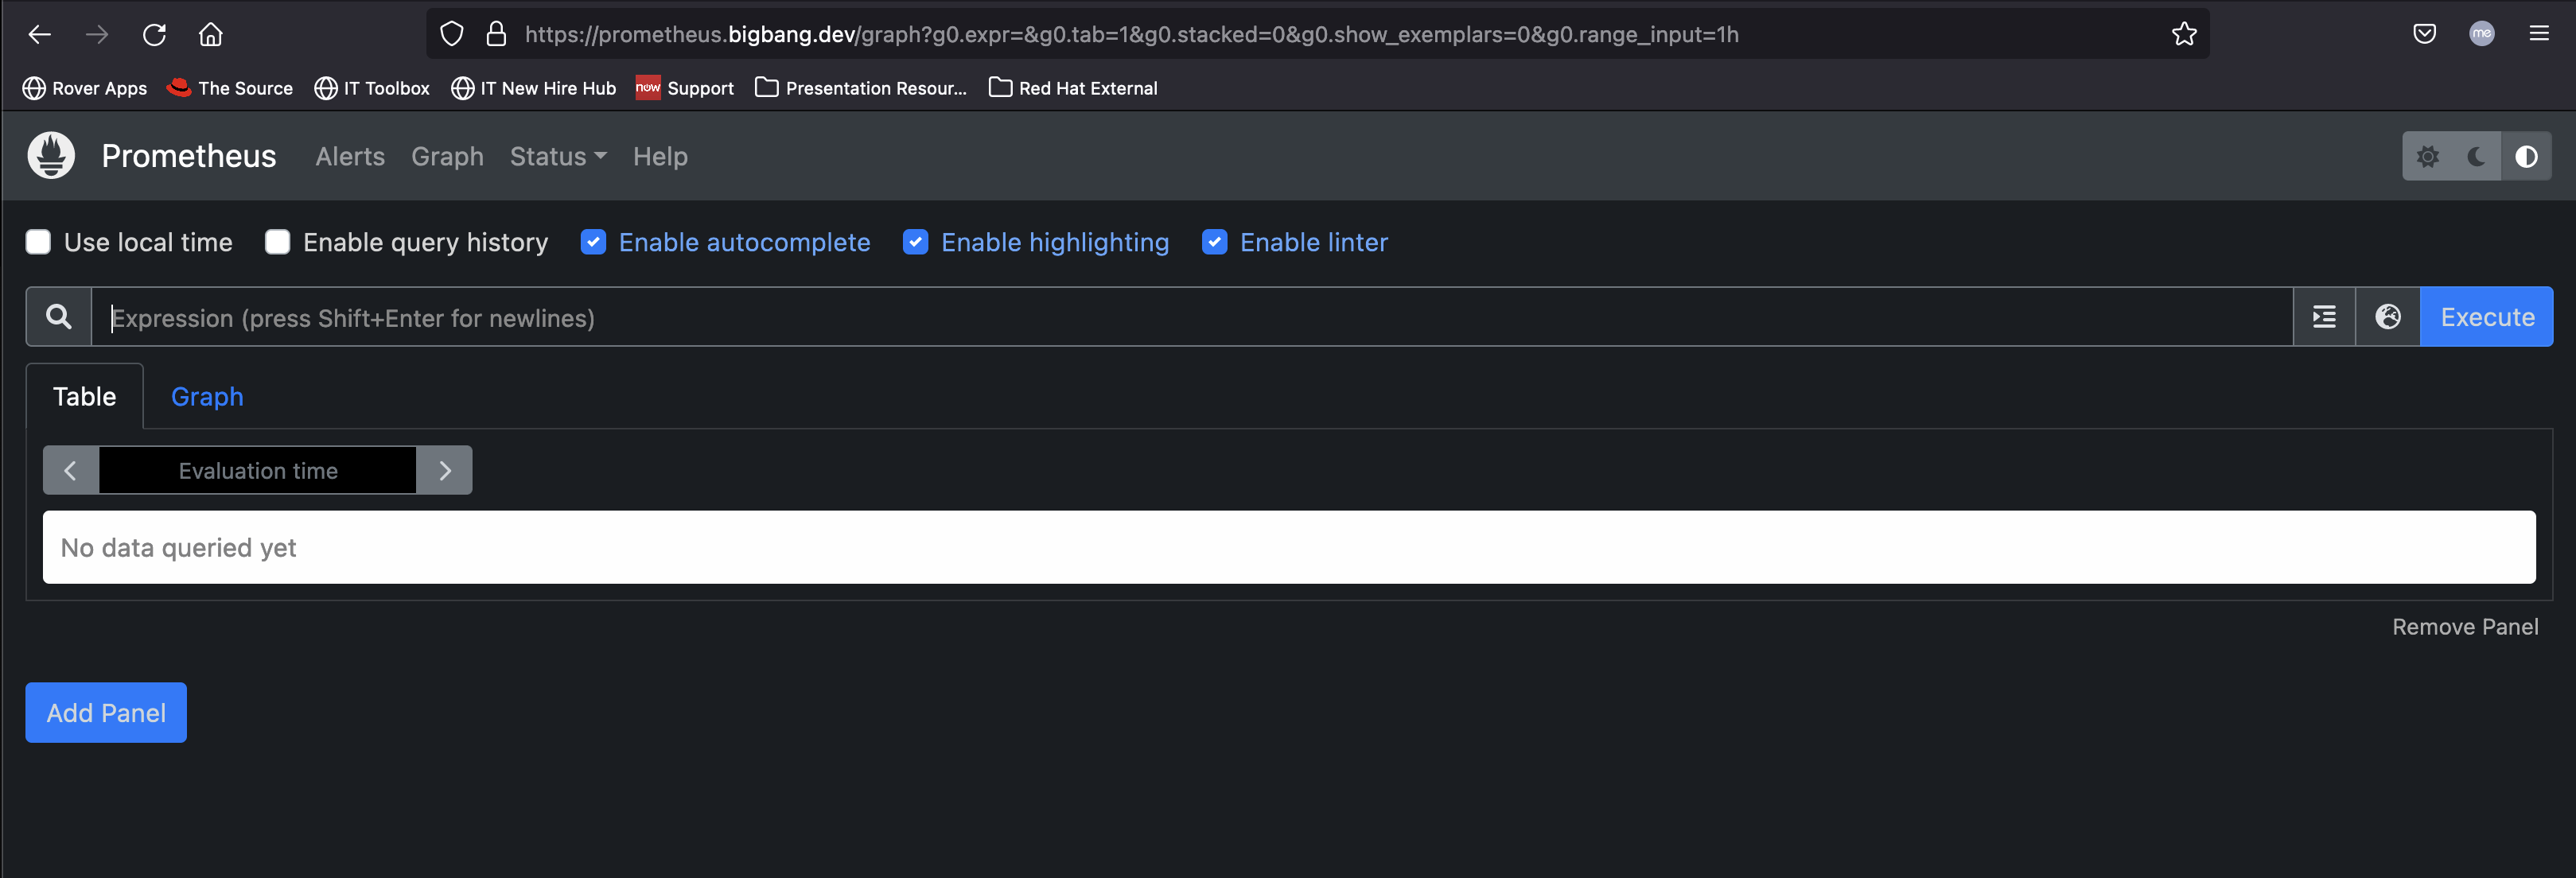 https://prometheus.bigbang.dev/graph?g0.expr=&g0.tab=1&g0.stacked=0&g0.show_exemplars=0&g0.range_input=1h
me
Rover Apps The Source IT Toolbox IT New Hire Hub now Support Presentation Resour... Red Hat External
Prometheus Alerts Graph Status Help
Use local time Enable query history Enable autocomplete Enable highlighting Enable linter
Expression (press Shift+Enter for newlines) Execute
Table Graph
Evaluation time
No data queried yet
Remove Panel
Add Panel